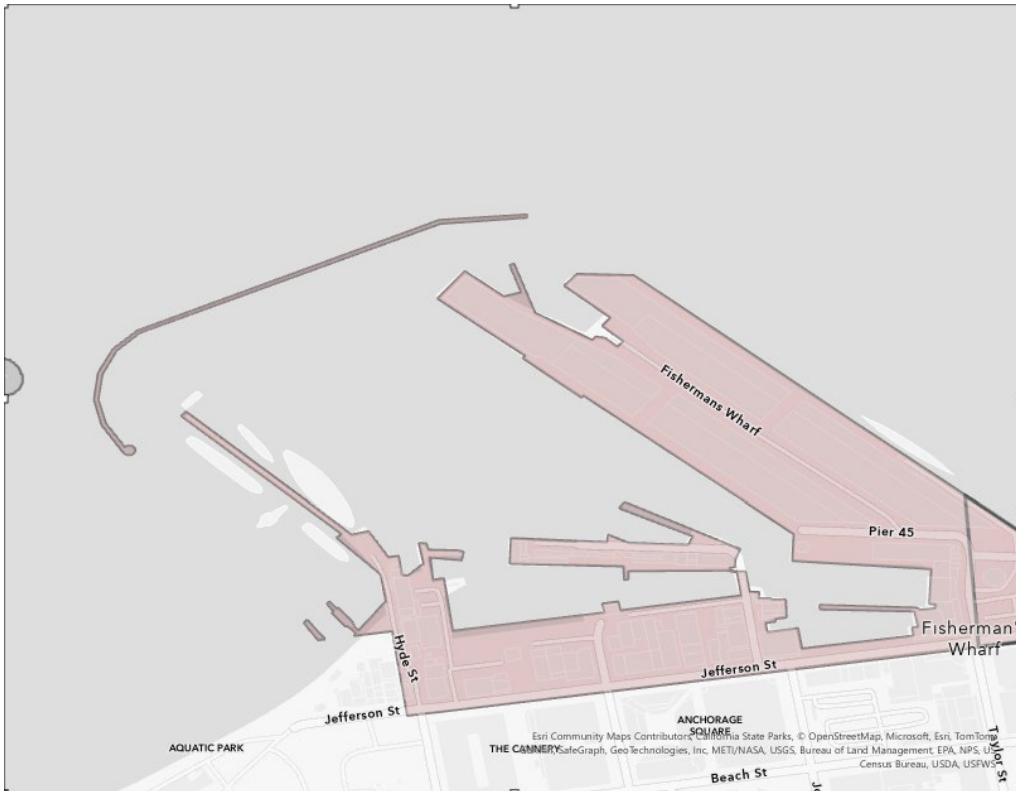 Fishermans Wharf
Pier 45
Fisherman's
Wharf
Hyde St
Jefferson St
Jefferson St
ANCHORAGE
SQUARE
AQUATIC PARK
THE CANNERY
Esri Community Maps Contributors, California State Parks, © OpenStreetMap, Microsoft, Esri, TomTom,
SafeGraph, GeoTechnologies, Inc, METI/NASA, USGS, Bureau of Land Management, EPA, NPS, US
Census Bureau, USDA, USFWS
Beach St
Taylor St